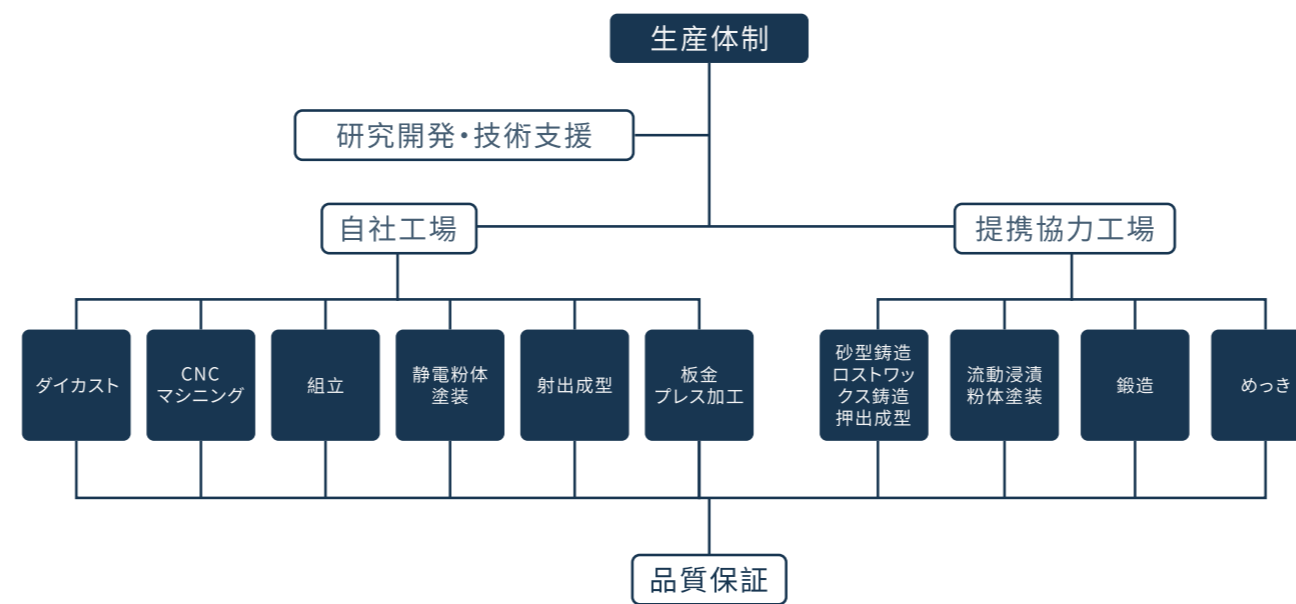 生産体制
研究開発・技術支援
自社工場
提携協力工場
ダイカスト
CNC
マシニング
組立
静電粉体
塗装
射出成型
板金
プレス加工
砂型鋳造
ロストワッ
クス鋳造
押出成型
流動浸漬
粉体塗装
鍛造
めっき
品質保証